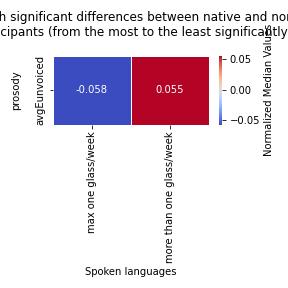 h significant differences between native and no
cipants (from the most to the least significantly
prosody
avgEunvoiced
-0.058
0.055
0.05
0.00
−0.05
Normalized Median Values
max one glass/week
more than one glass/week
Spoken languages